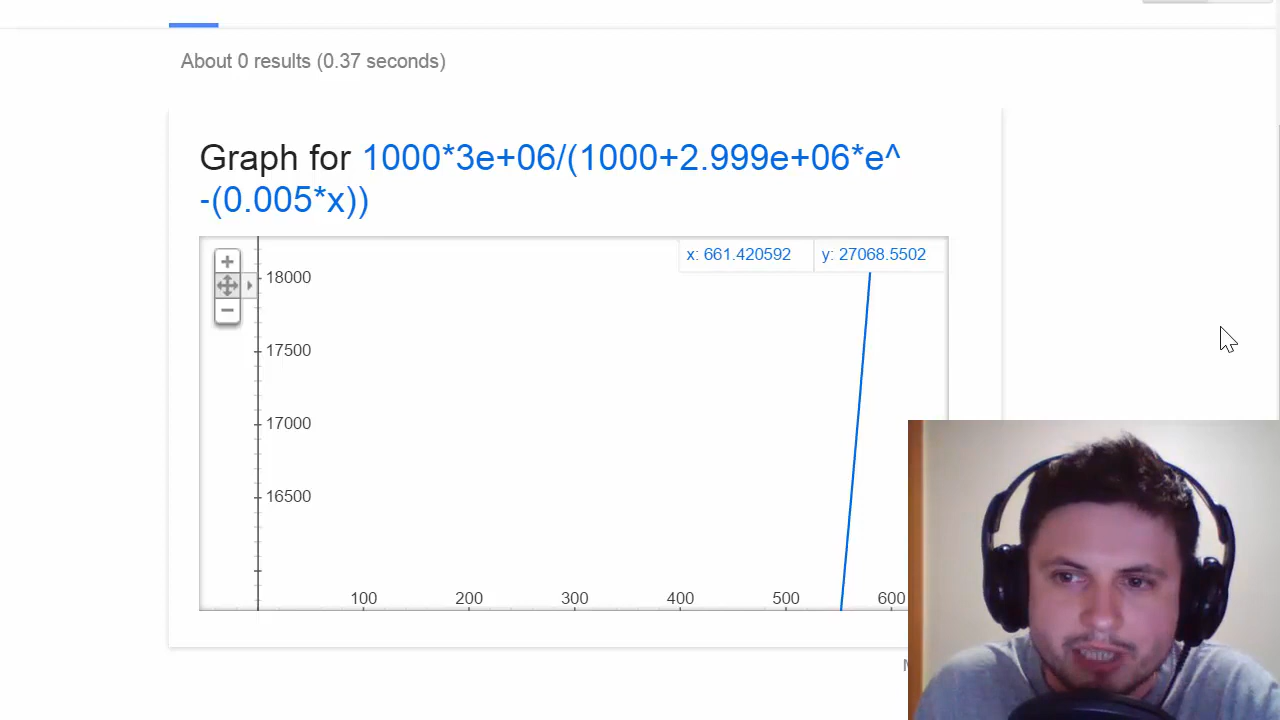 About 0 results (0.37 seconds)
Graph for 1000*3e+06/(1000+2.999e+06*e^
-(0.005*x))
x: 661.420592 y: 27068.5502
18000
17500
17000
16500
100 200 300 400 500 600